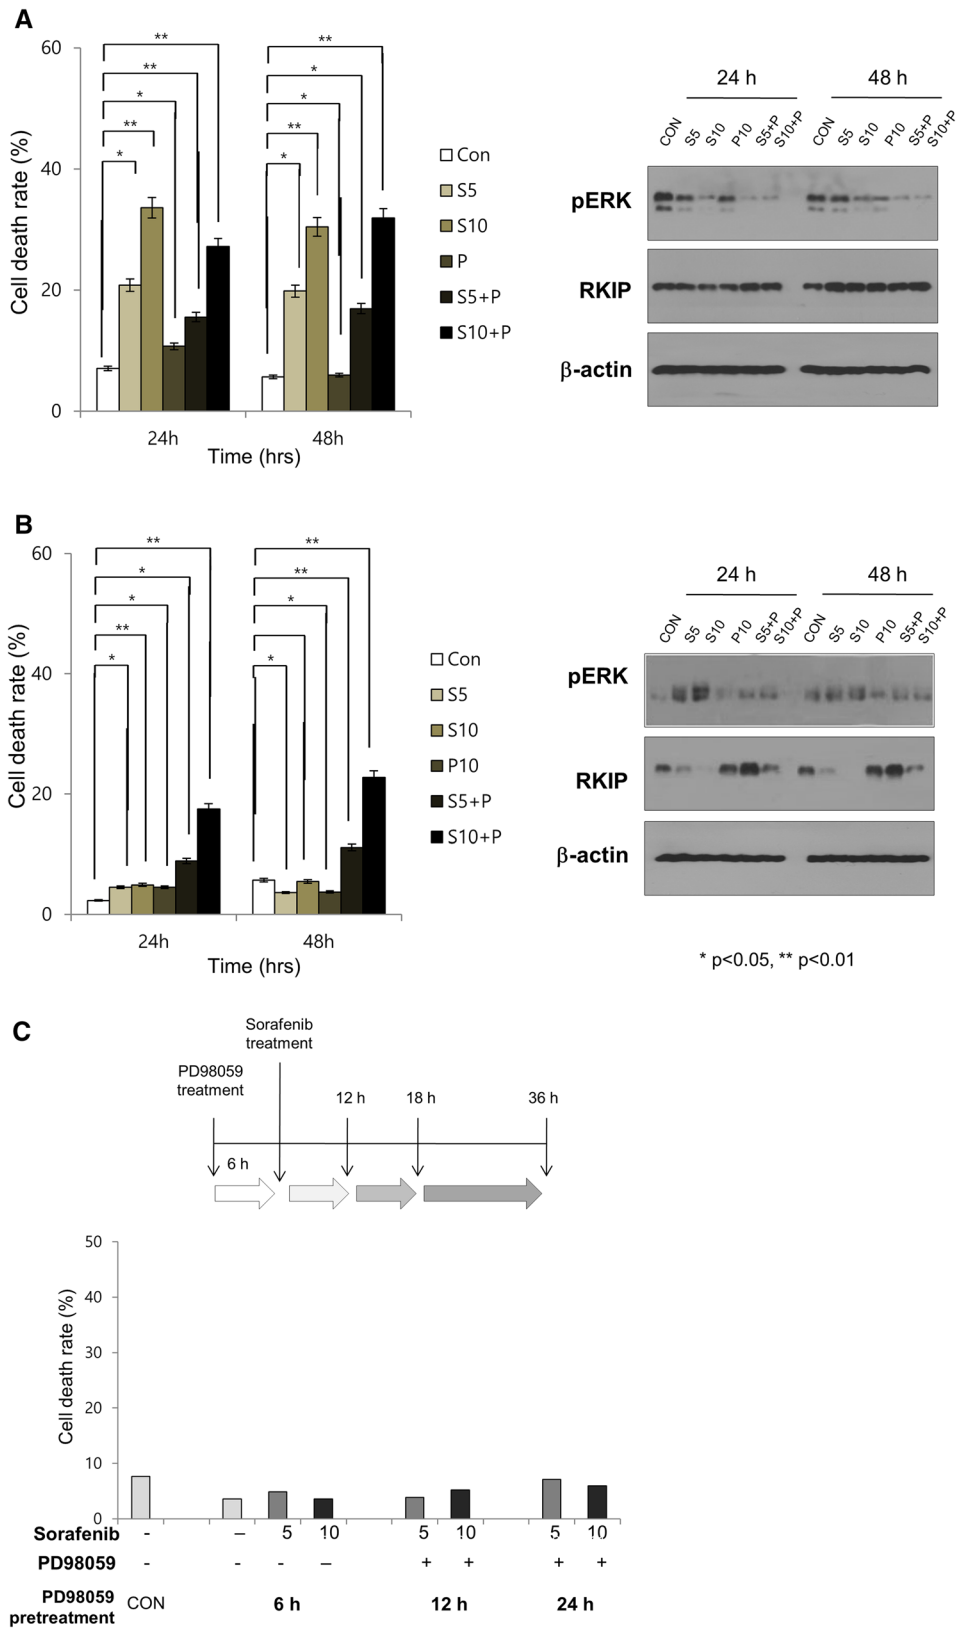 A
60
40
20
0
Cell death rate (%)
** ** * ** *
** * * ** *
24h 48h
Time (hrs)
Con
S5
S10
P
S5+P
S10+P
24 h 48 h
CON S5 S10 P10 S5+P S10+P CON S5 S10 P10 S5+P S10+P
pERK
RKIP
β-actin
B
60
40
20
0
Cell death rate (%)
** * * ** *
** ** * *
24h 48h
Time (hrs)
Con
S5
S10
P10
S5+P
S10+P
24 h 48 h
CON S5 S10 P10 S5+P S10+P CON S5 S10 P10 S5+P S10+P
pERK
RKIP
β-actin
* p<0.05, ** p<0.01
C
Sorafenib
treatment
PD98059
treatment
12 h 18 h 36 h
6 h
50
40
30
20
10
0
Cell death rate (%)
Sorafenib - – 5 10 5 10 5 10
PD98059 - - - – + + + +
PD98059
pretreatment
CON 6 h 12 h 24 h